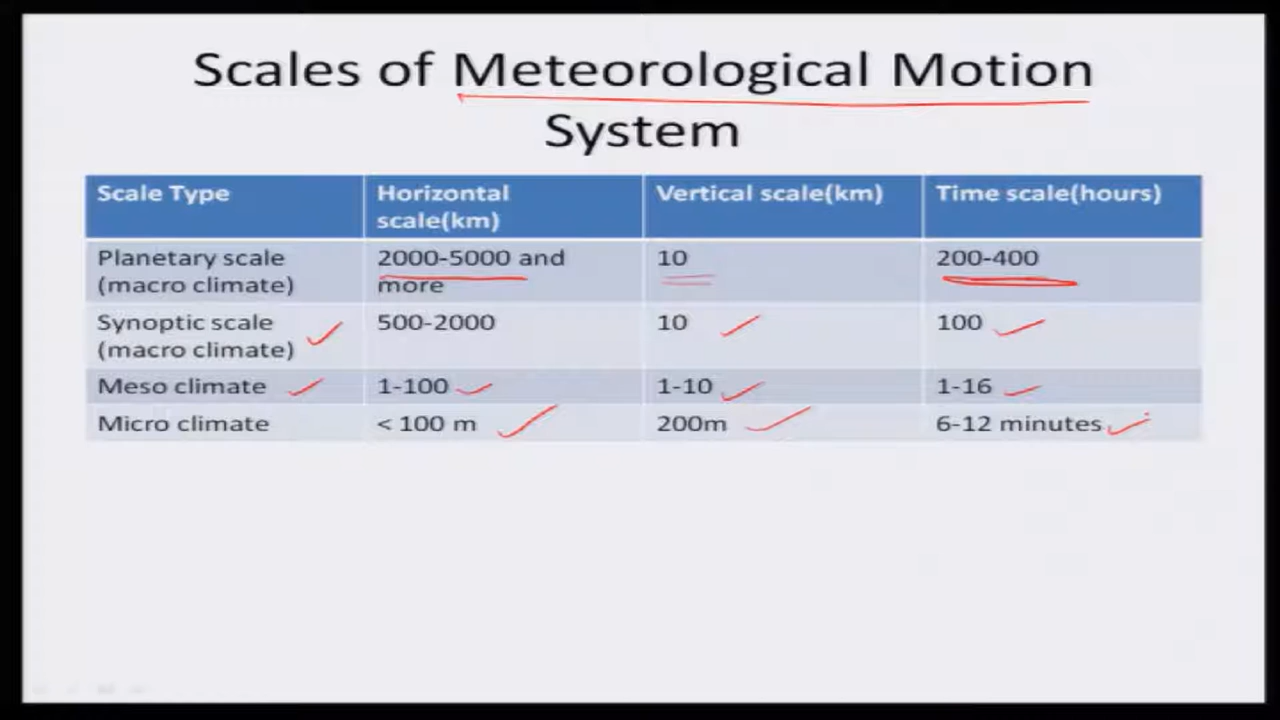 Scales of Meteorological Motion
System
Scale Type
Horizontal
scale(km)
Vertical scale(km)
Time scale(hours)
Planetary scale
(macro climate)
2000-5000 and
more
10
200-400
Synoptic scale
(macro climate)
500-2000
10
100
Meso climate
1-100
1-10
1-16
Micro climate
< 100 m
200m
6-12 minutes